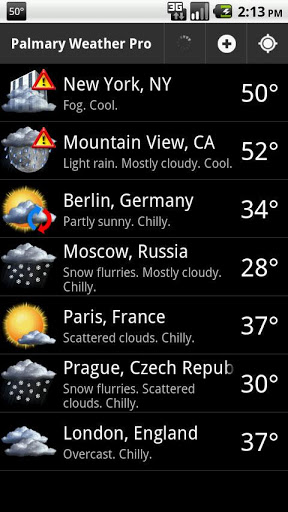 50°
3G
2:13 PM
Palmary Weather Pro
New York, NY
Fog. Cool.
50°
Mountain View, CA
Light rain. Mostly cloudy. Cool.
52°
Berlin, Germany
Partly sunny. Chilly.
34°
Moscow, Russia
Snow flurries. Mostly cloudy.
Chilly.
28°
Paris, France
Scattered clouds. Chilly.
37°
Prague, Czech Repub
Snow flurries. Scattered
clouds. Chilly.
30°
London, England
Overcast. Chilly.
37°